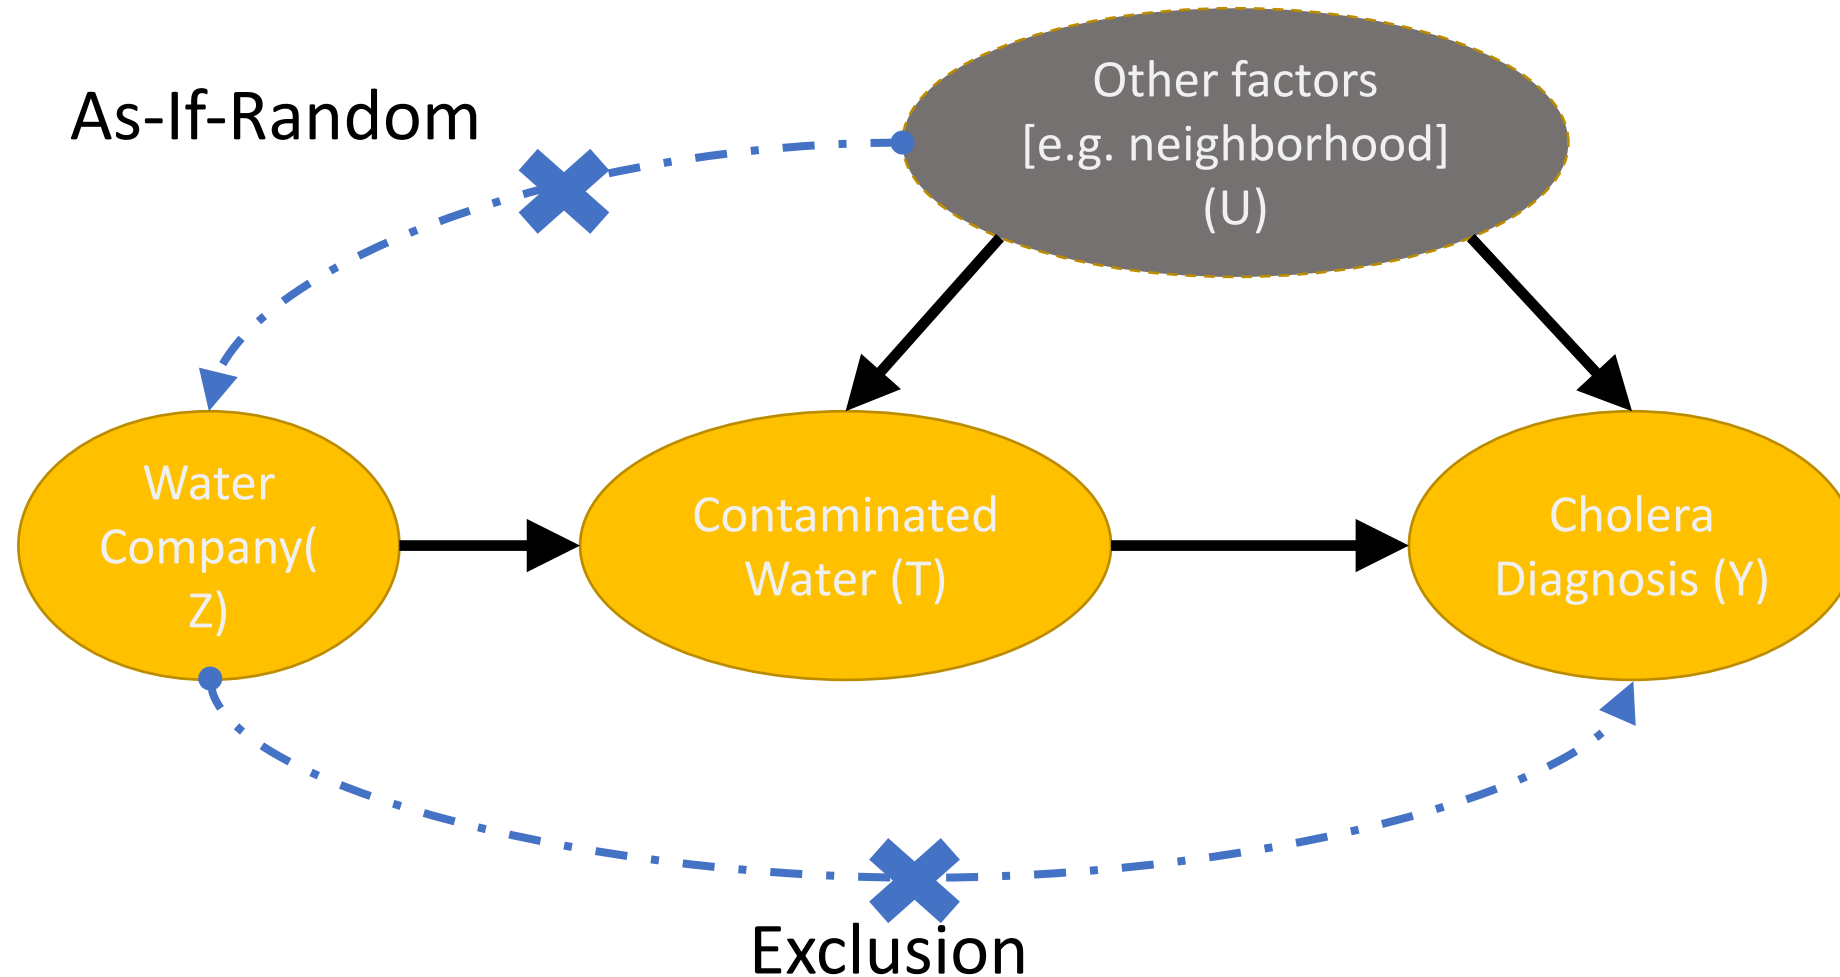 As-If-Random
Other factors
[e.g. neighborhood]
(U)
Water
Company(
Z)
Contaminated
Water (T)
Cholera
Diagnosis (Y)
Exclusion